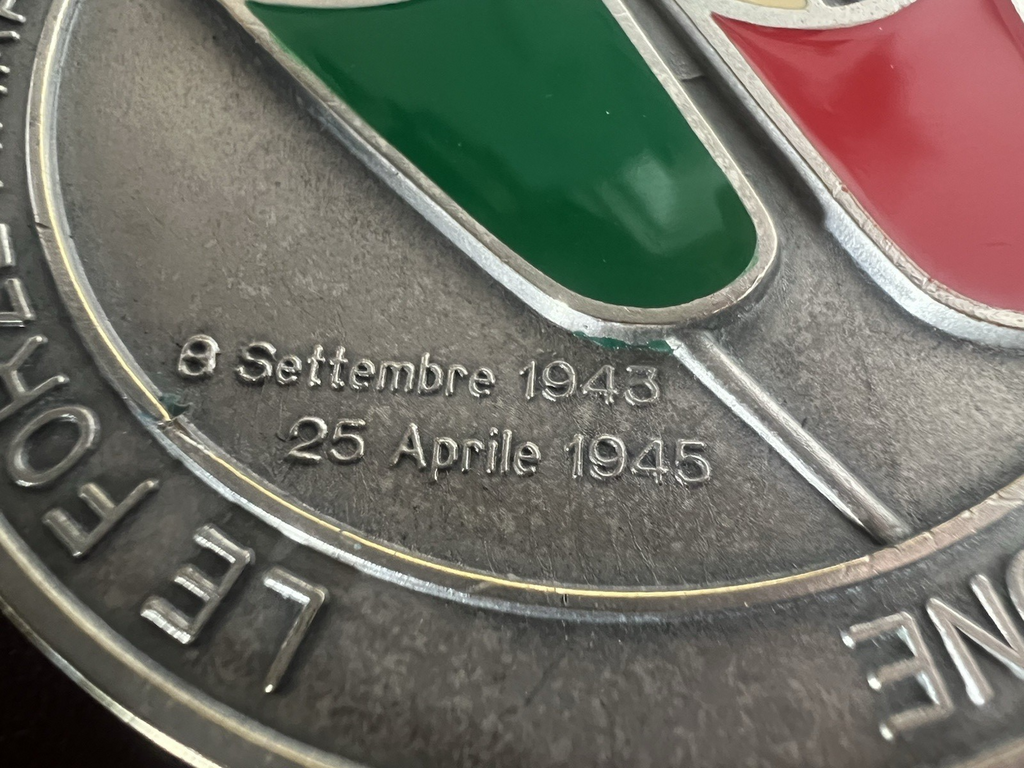 8 Settembre 1943
25 Aprile 1945
LE FORZE
ONE